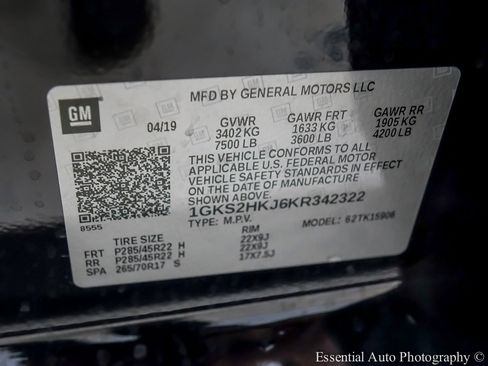 MFD BY GENERAL MOTORS LLC
GM
04/19 GVWR GAWR FRT GAWR RR
3402 KG 1633 KG 1905 KG
7500 LB 3600 LB 4200 LB
THIS VEHICLE CONFORMS TO ALL
APPLICABLE U.S. FEDERAL MOTOR
VEHICLE SAFETY STANDARDS IN EFFECT
ON THE DATE OF MANUFACTURE
1GKS2HKJ6KR342322
8555 TYPE: M.P.V. MODEL: 62TK15906
TIRE SIZE RIM
FRT P285/45R22 H 22X9J
RR P285/45R22 H 22X9J
SPA 265/70R17 S 17X7.5J
Essential Auto Photography ©